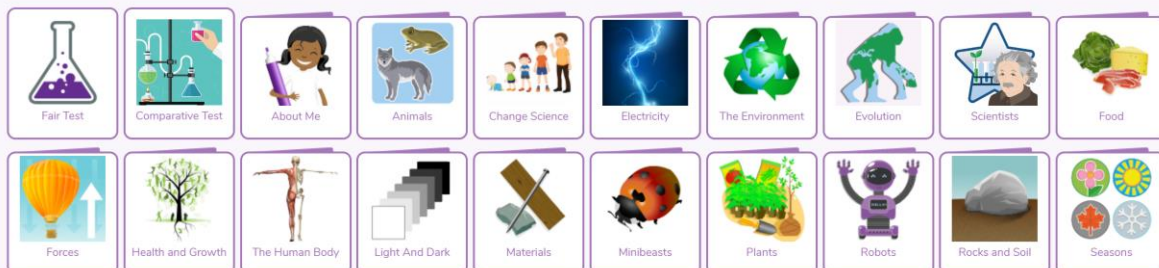 Fair Test
Comparative Test
About Me
Animals
Change Science
Electricity
The Environment
Evolution
Scientists
Food
Forces
Health and Growth
The Human Body
Light And Dark
Materials
Minibeasts
Plants
Robots
Rocks and Soil
Seasons